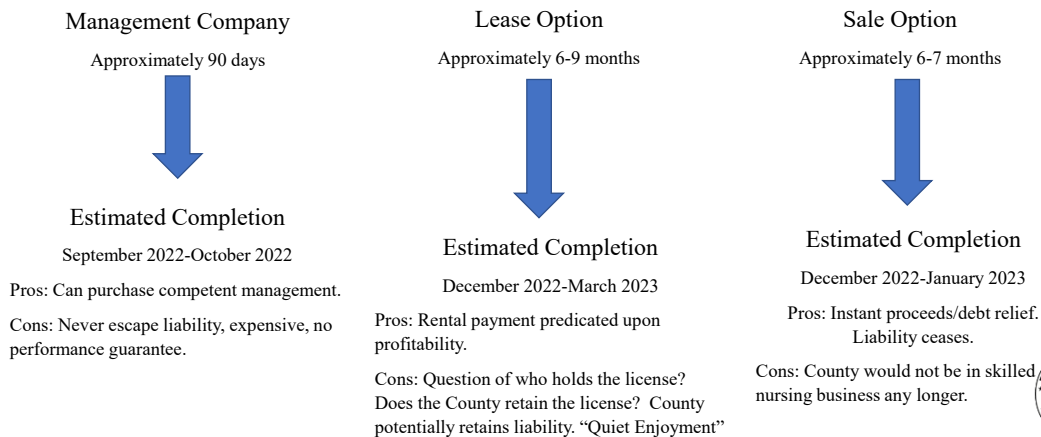 Management Company
Approximately 90 days
Estimated Completion
September 2022-October 2022
Pros: Can purchase competent management.
Cons: Never escape liability, expensive, no
performance guarantee.
Lease Option
Approximately 6-9 months
Estimated Completion
December 2022-March 2023
Pros: Rental payment predicated upon
profitability.
Cons: Question of who holds the license?
Does the County retain the license?  County
potentially retains liability. “Quiet Enjoyment”
Sale Option
Approximately 6-7 months
Estimated Completion
December 2022-January 2023
Pros: Instant proceeds/debt relief.
Liability ceases.
Cons: County would not be in skilled
nursing business any longer.